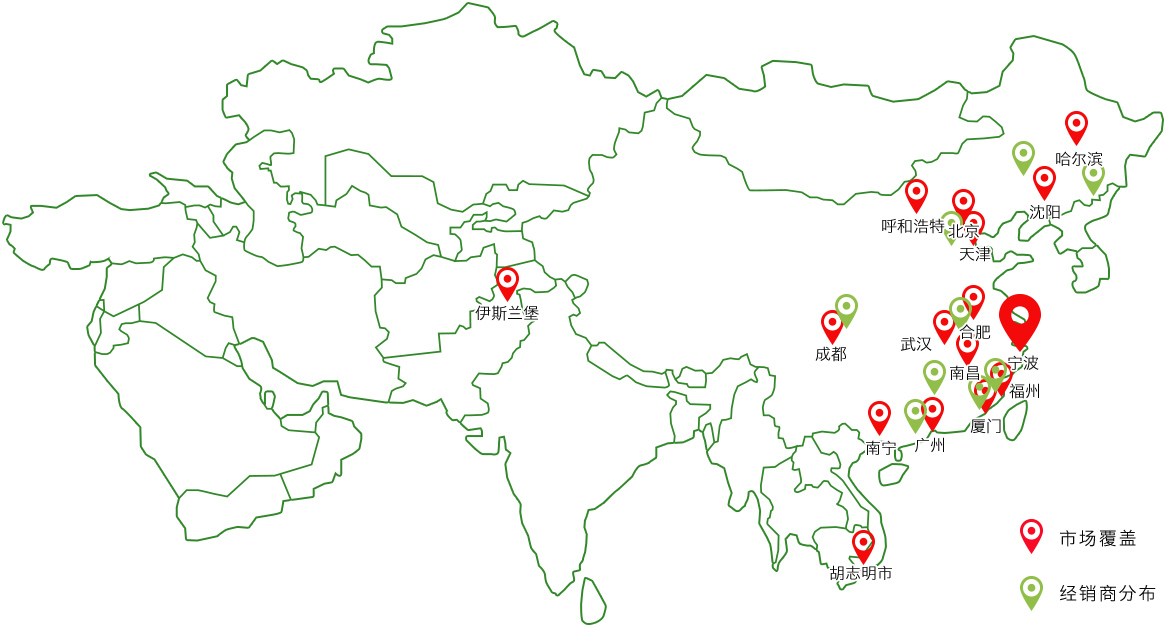 哈尔滨
沈阳
呼和浩特
北京
天津
伊斯兰堡
合肥
武汉
成都
宁波
南昌
福州
厦门
广州
南宁
市场覆盖
胡志明市
经销商分布